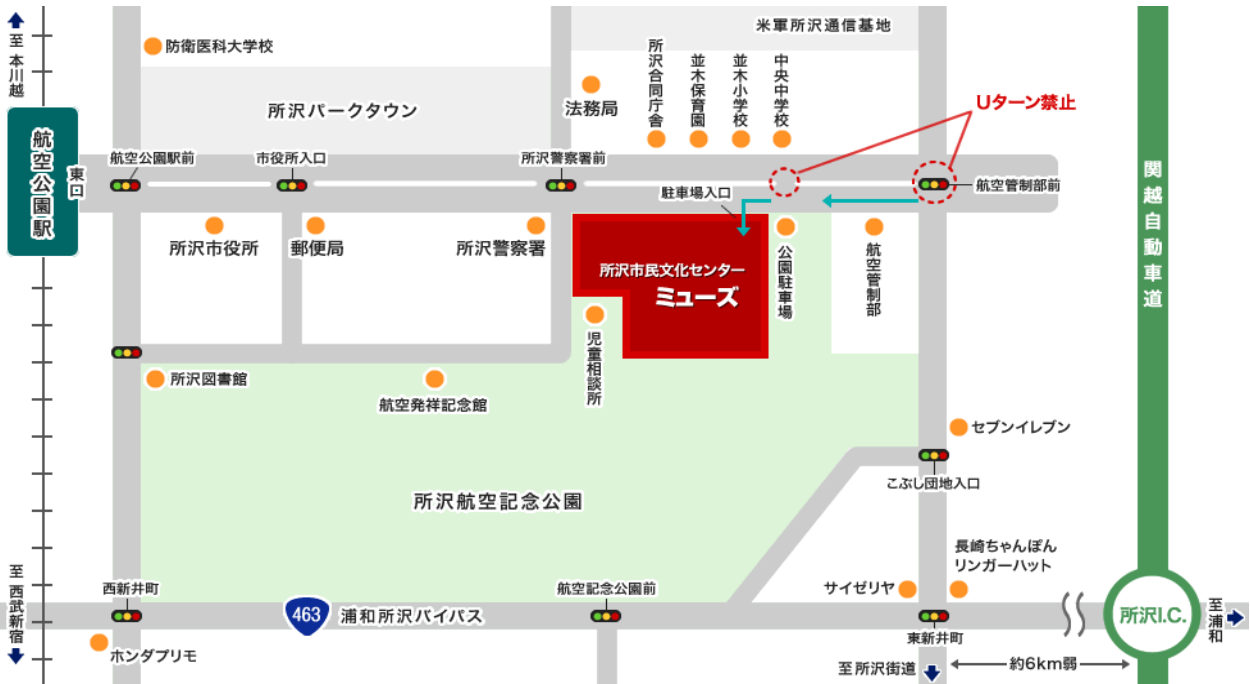 至 本川越
防衛医科大学校
所沢パークタウン
米軍所沢通信基地
法務局
所沢合同庁舎
並木保育園
並木小学校
中央中学校
Uターン禁止
航空公園駅
東口
航空公園駅前
市役所入口
所沢警察署前
駐車場入口
航空管制部前
関越自動車道
所沢市役所
郵便局
所沢警察署
所沢市民文化センター
ミューズ
公園駐車場
航空管制部
児童相談所
所沢図書館
航空発祥記念館
セブンイレブン
こぶし団地入口
所沢航空記念公園
長崎ちゃんぽん
リンガーハット
サイゼリヤ
至 西武新宿
西新井町
463
浦和所沢バイパス
航空記念公園前
東新井町
所沢I.C.
至浦和
ホンダプリモ
至所沢街道
約6km弱